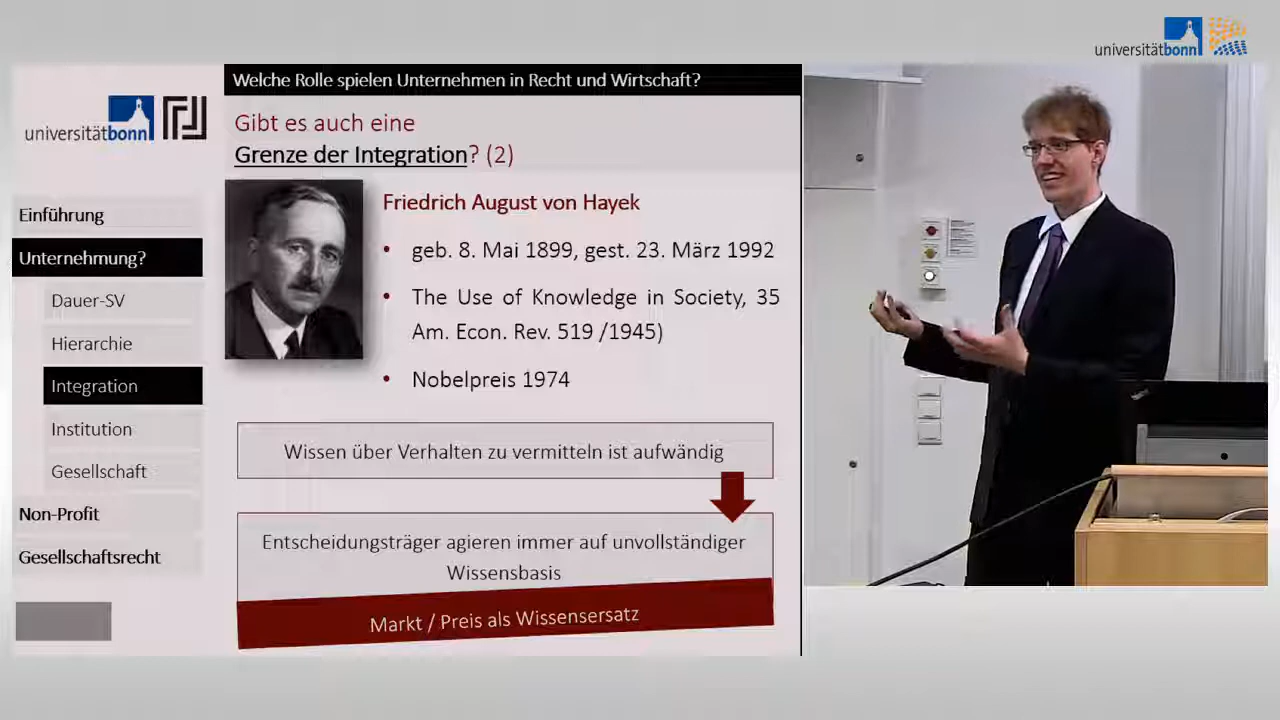 universitätbonn
Welche Rolle spielen Unternehmen in Recht und Wirtschaft?
universitätbonn
Gibt es auch eine
Grenze der Integration? (2)
Einführung
Unternehmung?
Dauer-SV
Hierarchie
Integration
Institution
Gesellschaft
Non-Profit
Gesellschaftsrecht
Friedrich August von Hayek
• geb. 8. Mai 1899, gest. 23. März 1992
• The Use of Knowledge in Society, 35
Am. Econ. Rev. 519 /1945)
• Nobelpreis 1974
Wissen über Verhalten zu vermitteln ist aufwändig
Entscheidungsträger agieren immer auf unvollständiger
Wissensbasis
Markt / Preis als Wissensersatz